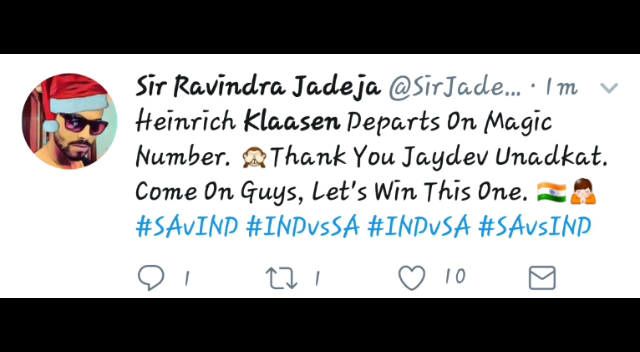 Sir Ravindra Jadeja @SirJade... · 1m
Heinrich Klaasen Departs On Magic
Number. 🙈Thank You Jaydev Unadkat.
Come On Guys, Let's Win This One. 🇮🇳🙏
#SAvIND #INDvsSA #INDvSA #SAvsIND
1 1 10